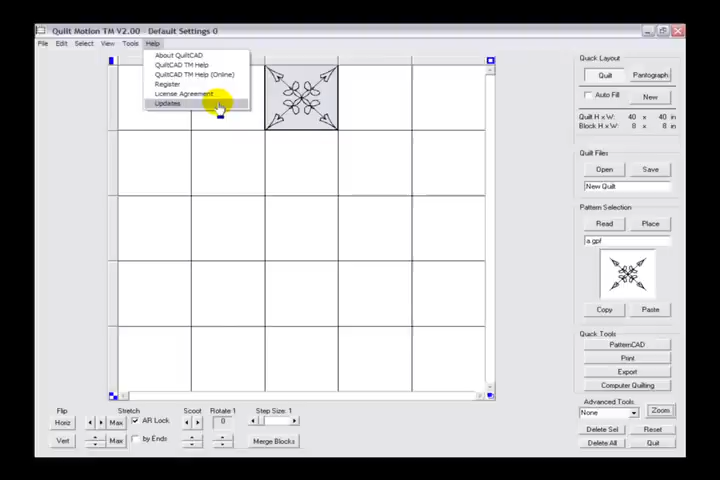 Quilt Motion TM V2.00 - Default Settings 0
File Edit Select View Tools Help
About QuiltCAD
QuiltCAD TM Help
QuiltCAD TM Help (Online)
Register
License Agreement
Updates
Quick Layout
Quilt Pantograph
Auto Fill New
Quilt H x W: 40 x 40 in
Block H x W: 8 x 8 in
Quilt Files
Open Save
New Quilt
Pattern Selection
Read Place
a.gpf
Copy Paste
Quick Tools
PatternCAD
Print
Export
Computer Quilting
Advanced Tools
None Zoom
Delete Sel Reset
Delete All Quit
Flip Stretch Scoot Rotate 1 Step Size: 1
Horiz Max AR Lock 0
Vert Max by Ends Merge Blocks